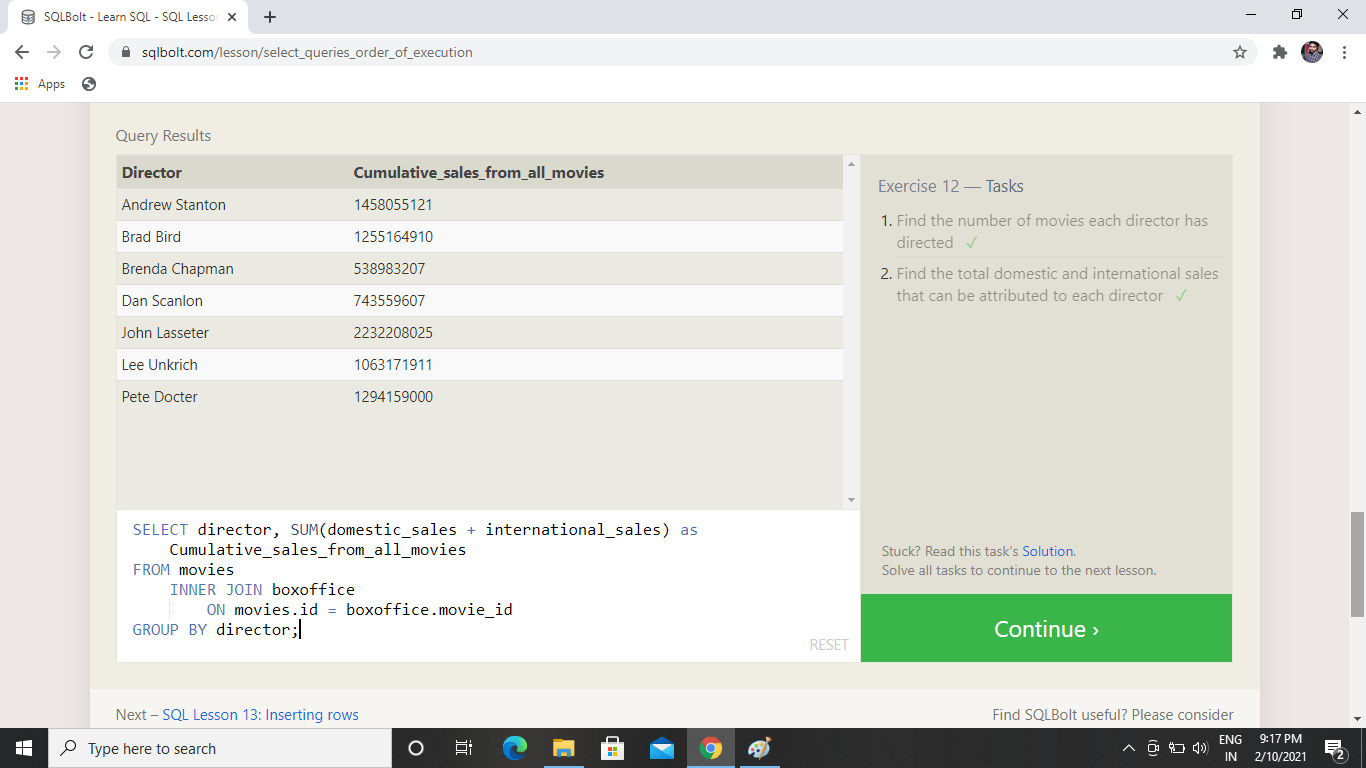 SQLBolt - Learn SQL - SQL Lesso
sqlbolt.com/lesson/select_queries_order_of_execution
Apps
Query Results
Director Cumulative_sales_from_all_movies
Andrew Stanton 1458055121
Brad Bird 1255164910
Brenda Chapman 538983207
Dan Scanlon 743559607
John Lasseter 2232208025
Lee Unkrich 1063171911
Pete Docter 1294159000
SELECT director, SUM(domestic_sales + international_sales) as
Cumulative_sales_from_all_movies
FROM movies
INNER JOIN boxoffice
ON movies.id = boxoffice.movie_id
GROUP BY director;
RESET
Exercise 12 — Tasks
1. Find the number of movies each director has
directed ✓
2. Find the total domestic and international sales
that can be attributed to each director ✓
Stuck? Read this task's Solution.
Solve all tasks to continue to the next lesson.
Continue ›
Next – SQL Lesson 13: Inserting rows
Find SQLBolt useful? Please consider
Type here to search
ENG
IN
9:17 PM
2/10/2021
2